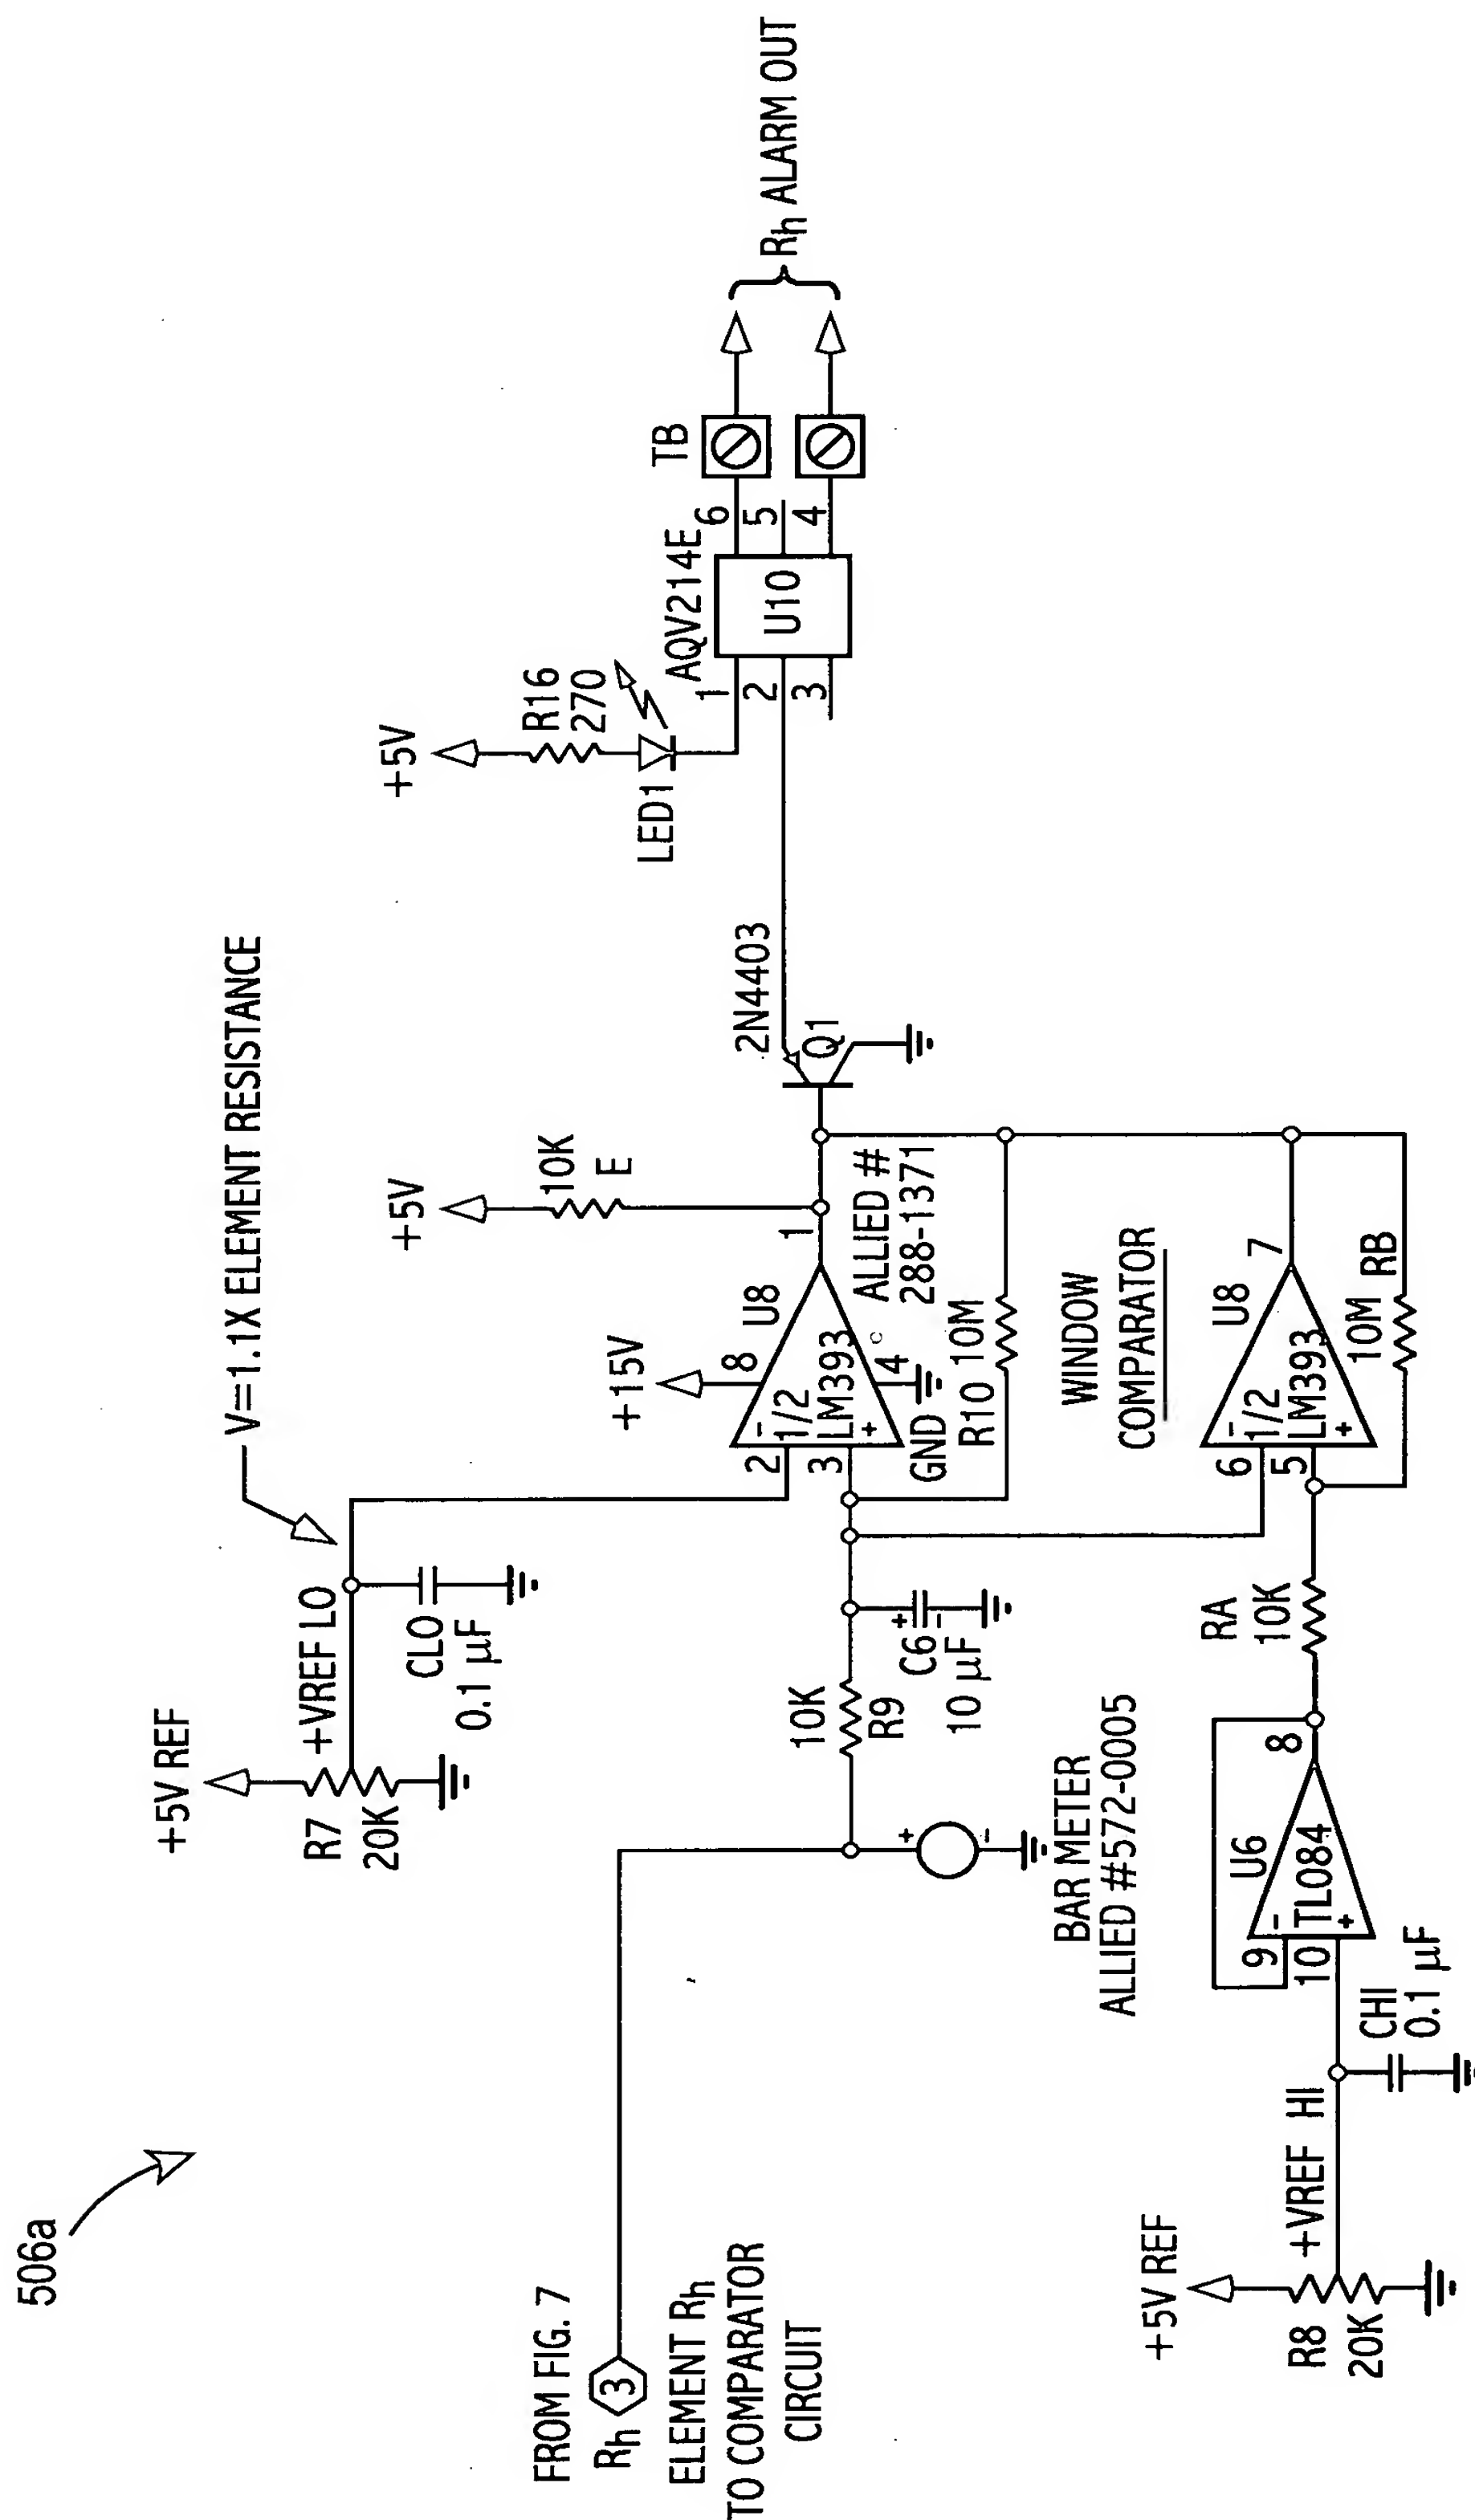 506a
+5V REF
R7
20K
+VREF LO
CLO
0.1 µF
V=1.1X ELEMENT RESISTANCE
FROM FIG. 7
Rh
3
ELEMENT Rh
TO COMPARATOR
CIRCUIT
BAR METER
ALLIED #572-0005
+
-
10K
R9
+
-
C6
10 µF
+15V
8
U8
2
3
-
1/2
LM393
+
4
GND
1
+5V
10K
E
ALLIED #
288-1371
R10 10M
2N4403
Q1
+5V
R16
270
LED1
AQV214E
1
2
3
U10
6
5
4
TB
Rh ALARM OUT
WINDOW
COMPARATOR
+5V REF
R8
20K
+VREF HI
CHI
0.1 µF
9
10
U6
-
TL084
+
8
RA
10K
6
5
U8
-
1/2
LM393
+
7
10M RB